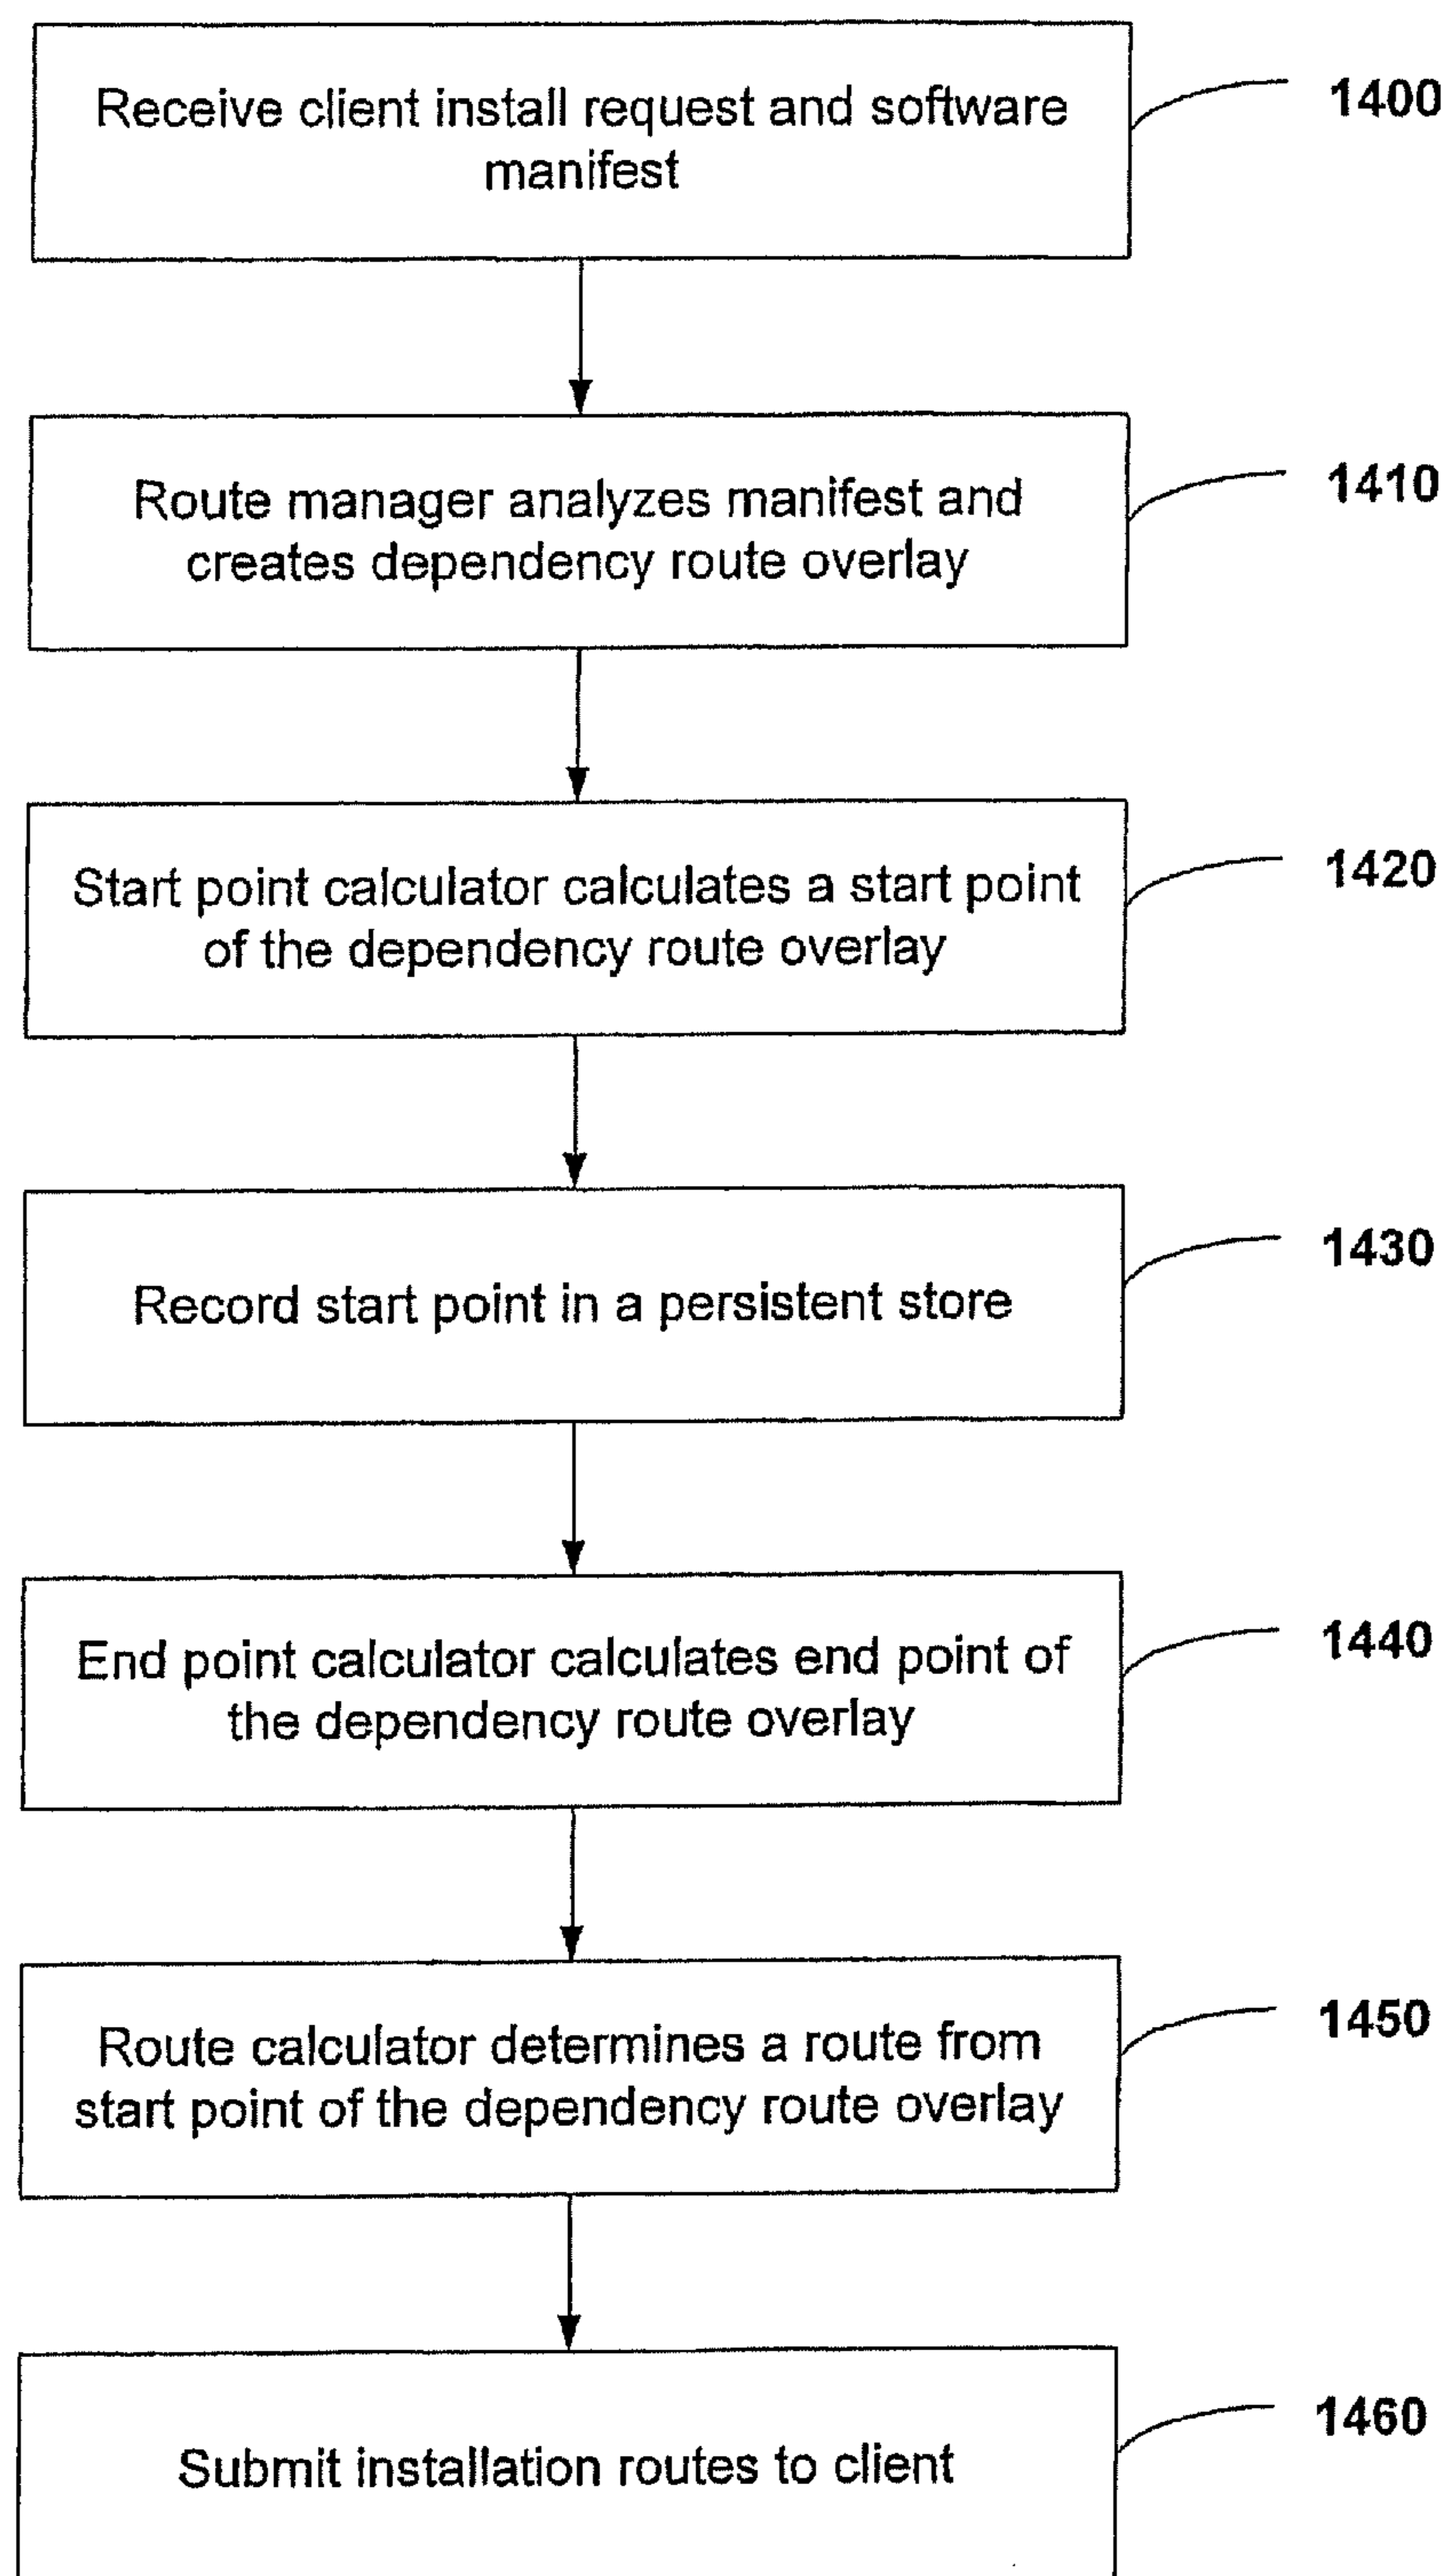 Receive client install request and software
manifest
1400
Route manager analyzes manifest and
creates dependency route overlay
1410
Start point calculator calculates a start point
of the dependency route overlay
1420
Record start point in a persistent store
1430
End point calculator calculates end point of
the dependency route overlay
1440
Route calculator determines a route from
start point of the dependency route overlay
1450
Submit installation routes to client
1460